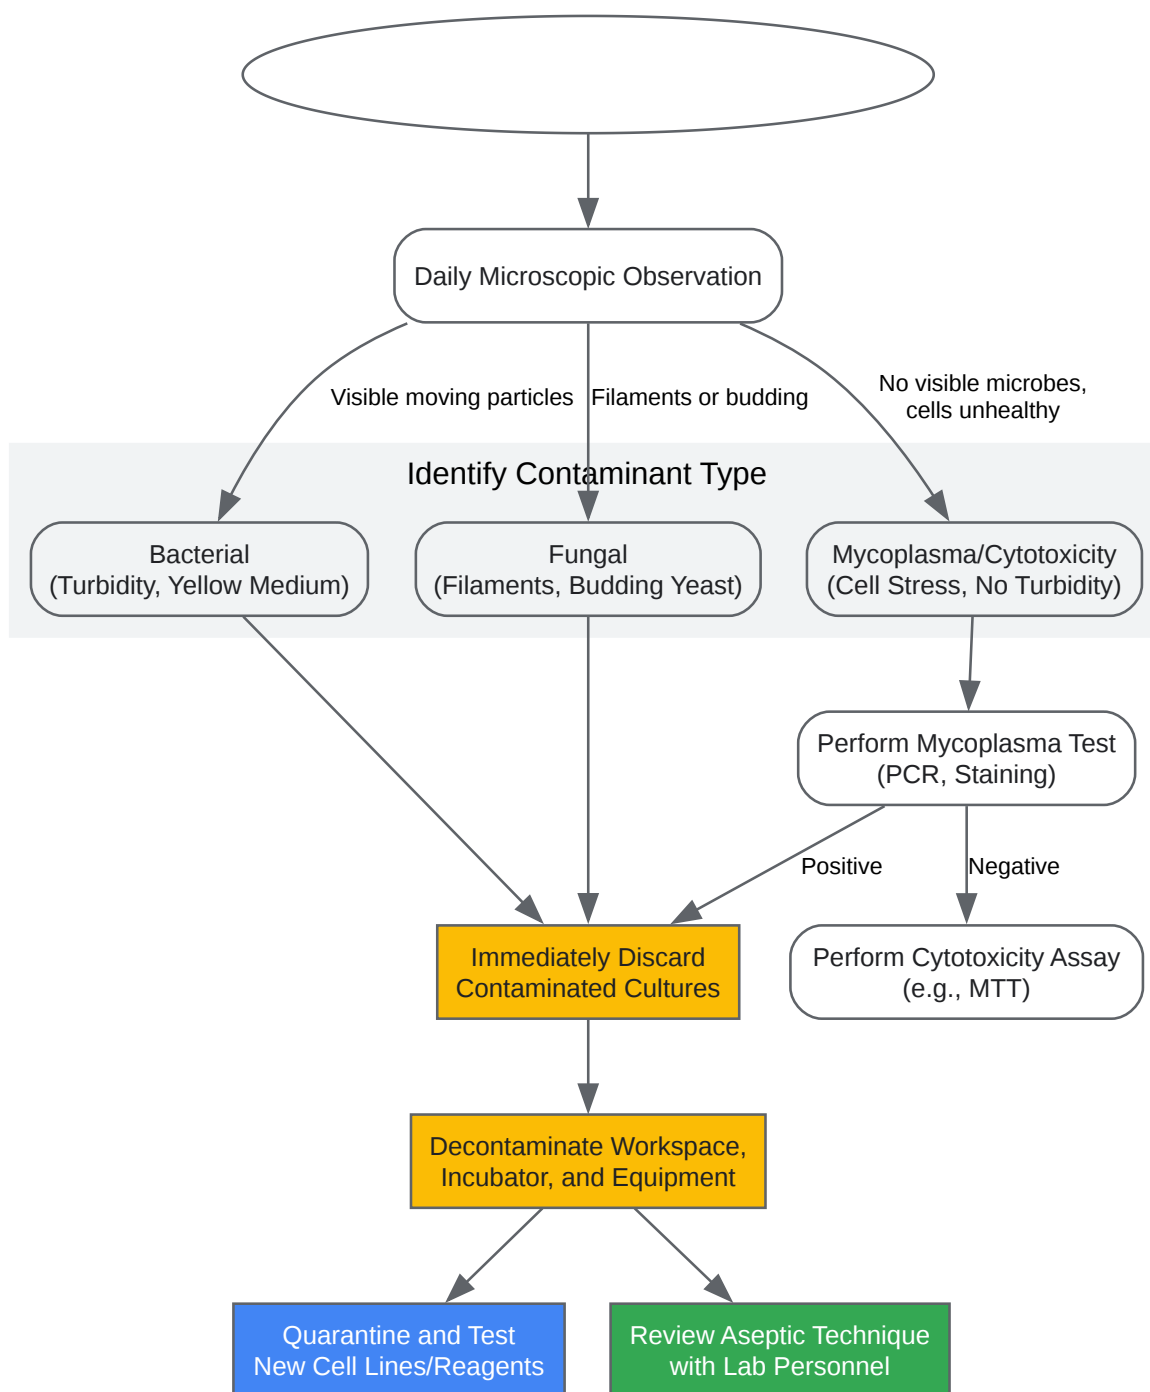 Daily Microscopic Observation
Visible moving particles
Filaments or budding
No visible microbes,
cells unhealthy
Identify Contaminant Type
Bacterial
(Turbidity, Yellow Medium)
Fungal
(Filaments, Budding Yeast)
Mycoplasma/Cytotoxicity
(Cell Stress, No Turbidity)
Perform Mycoplasma Test
(PCR, Staining)
Positive
Negative
Immediately Discard
Contaminated Cultures
Perform Cytotoxicity Assay
(e.g., MTT)
Decontaminate Workspace,
Incubator, and Equipment
Quarantine and Test
New Cell Lines/Reagents
Review Aseptic Technique
with Lab Personnel